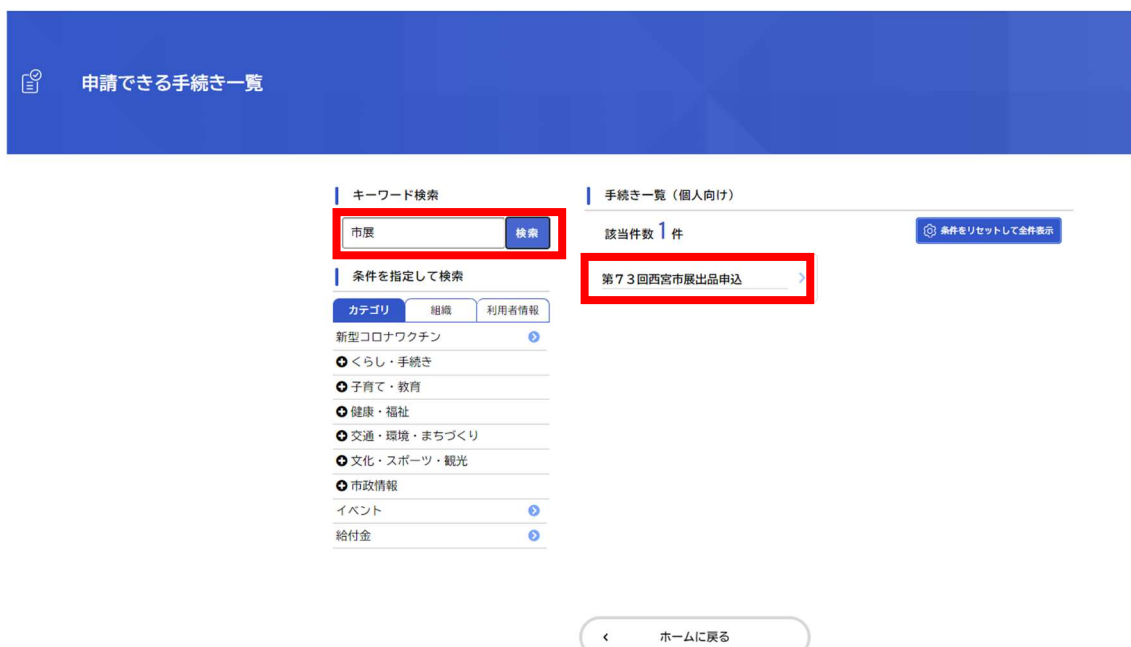 申請できる手続き一覧
キーワード検索
市展
検索
条件を指定して検索
カテゴリ
組織
利用者情報
新型コロナワクチン
くらし・手続き
子育て・教育
健康・福祉
交通・環境・まちづくり
文化・スポーツ・観光
市政情報
イベント
給付金
手続き一覧（個人向け）
該当件数 1 件
条件をリセットして全件表示
第７３回西宮市展出品申込
ホームに戻る